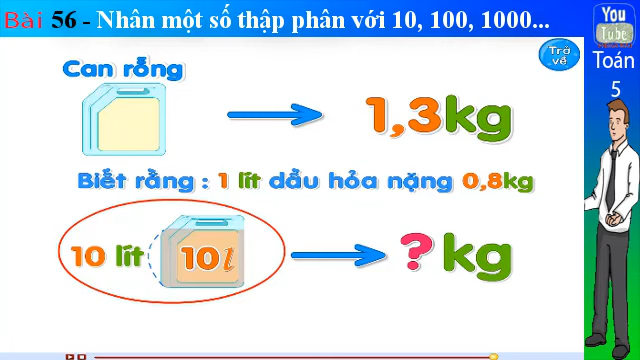 Bài 56 - Nhân một số thập phân với 10, 100, 1000...
You
Tube
Trở
về
Toán
5
Can rỗng
1,3kg
Biết rằng : 1 lít dầu hỏa nặng 0,8kg
10 lít
10l
? kg